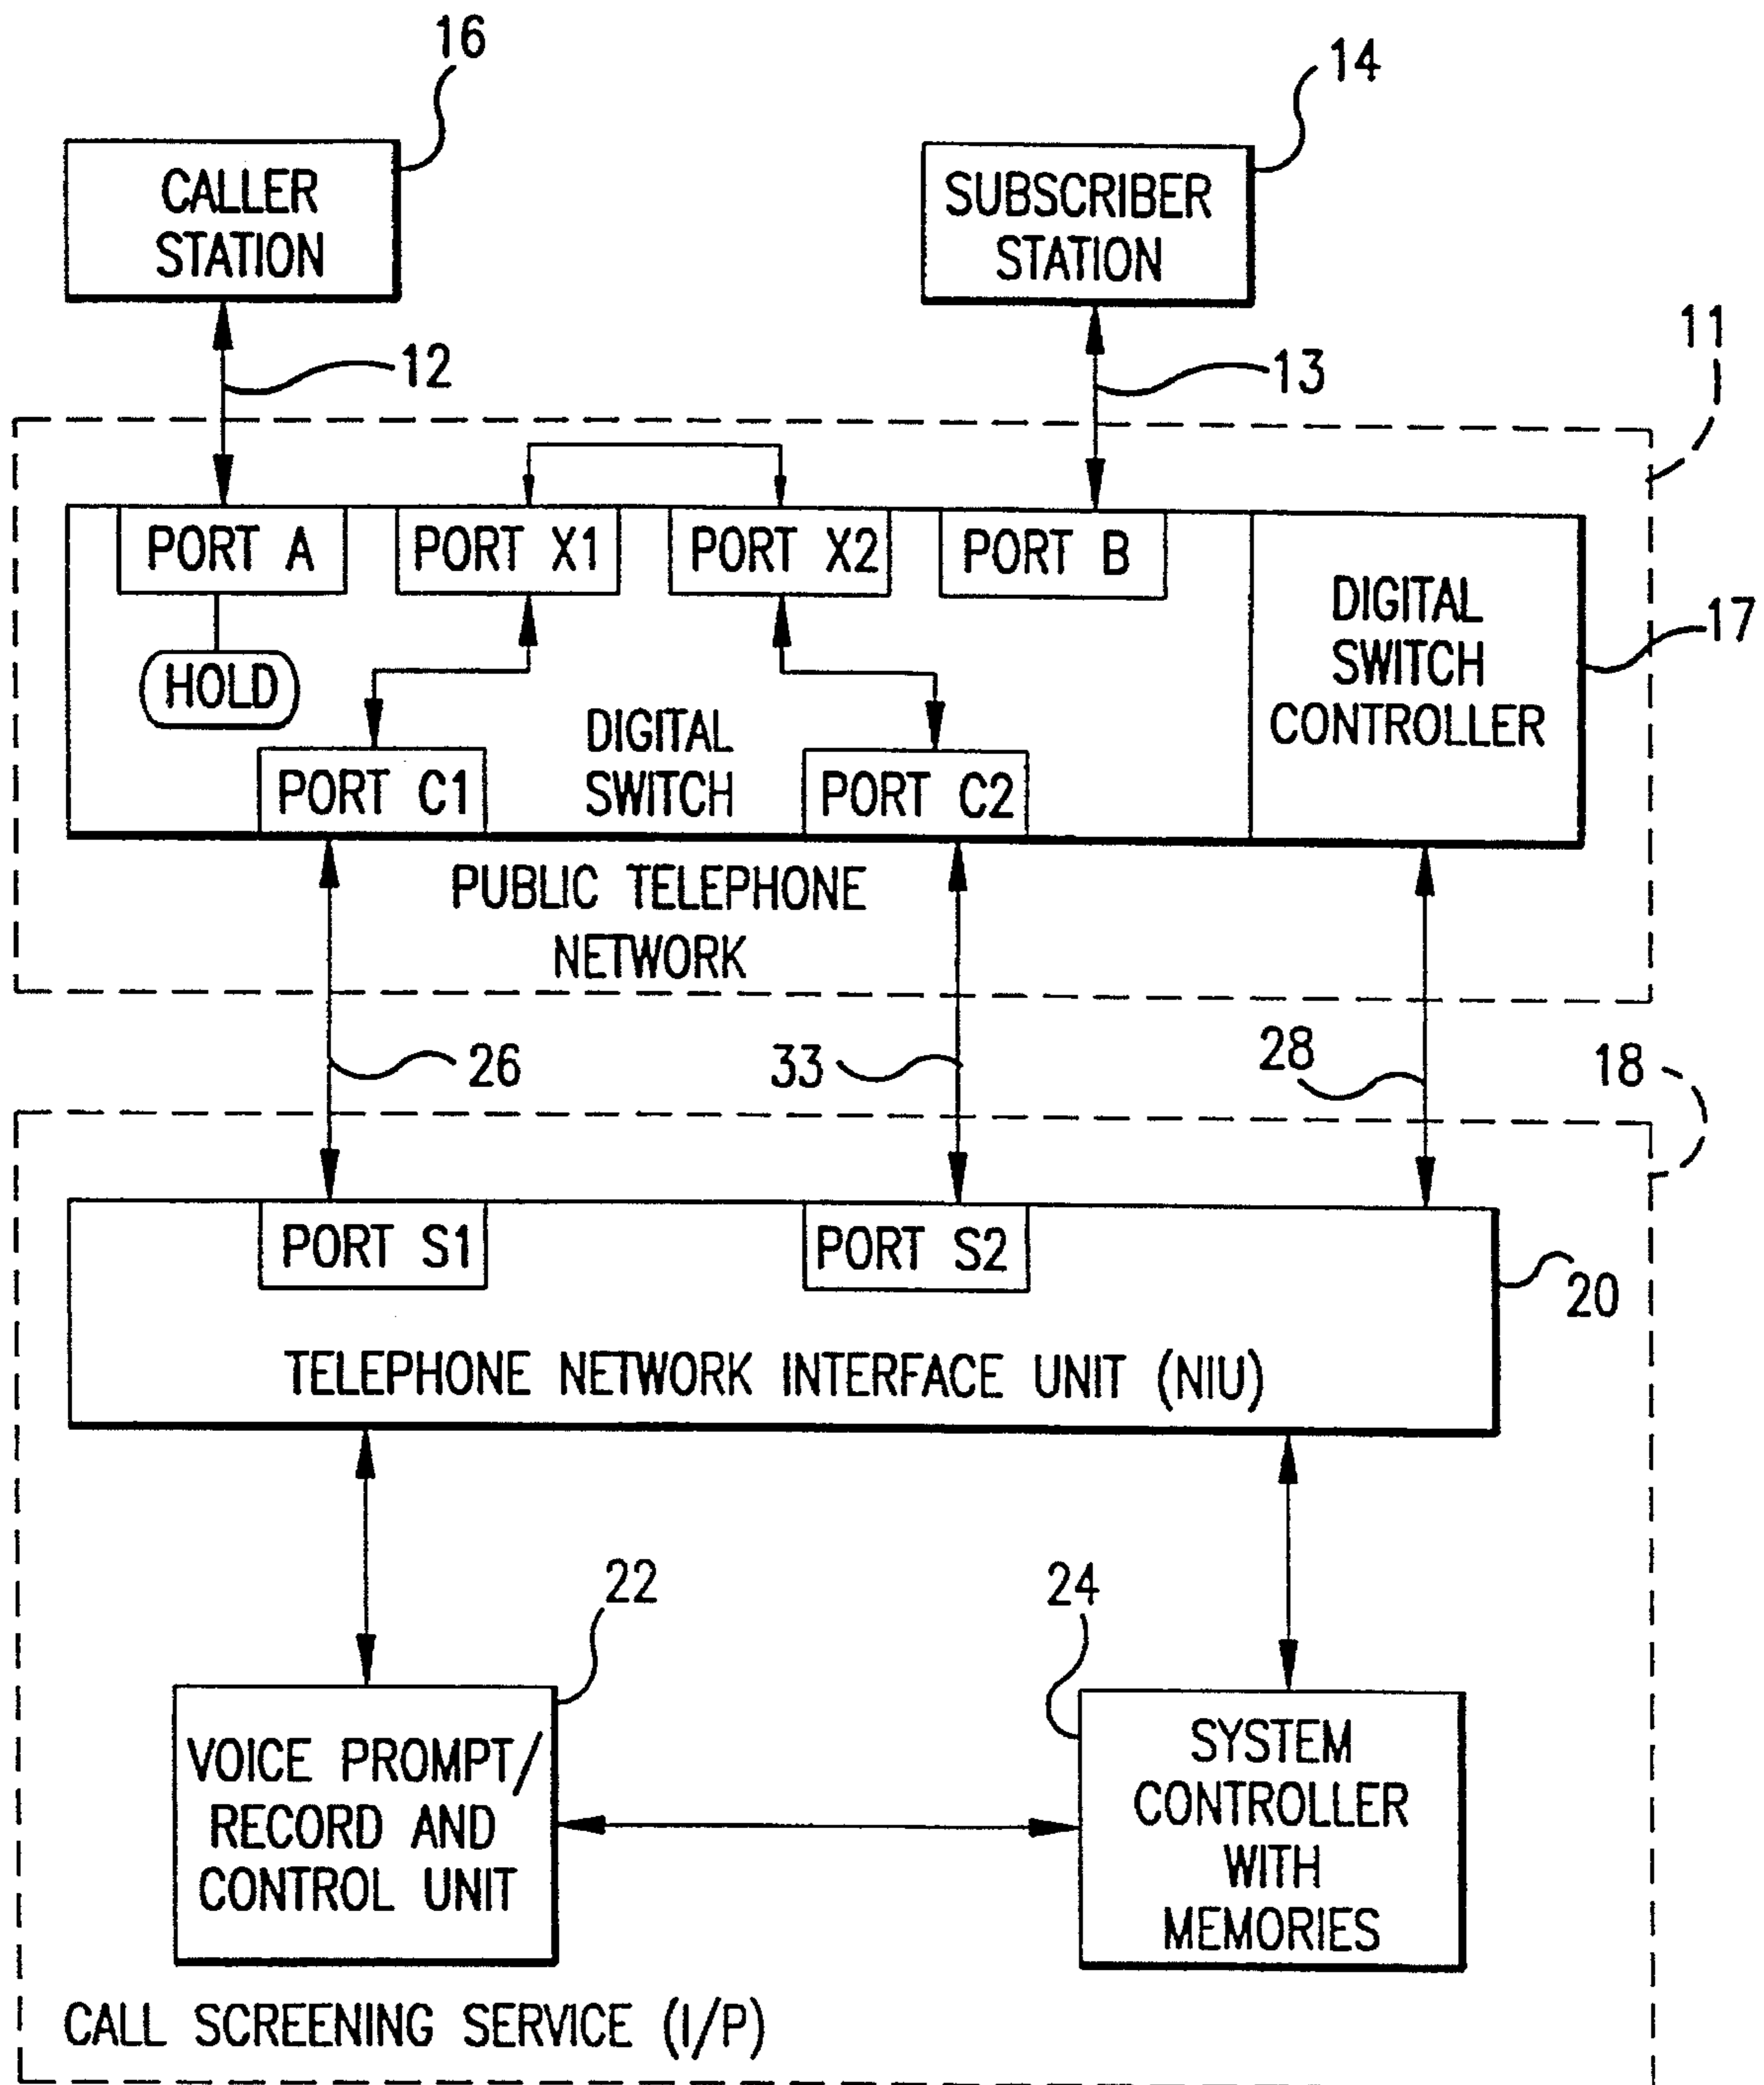 16
14
CALLER
STATION
SUBSCRIBER
STATION
11
12
13
PORT A
PORT X1
PORT X2
PORT B
DIGITAL
SWITCH
CONTROLLER
17
HOLD
DIGITAL
SWITCH
PORT C1
PORT C2
PUBLIC TELEPHONE
NETWORK
26
33
28
18
PORT S1
PORT S2
20
TELEPHONE NETWORK INTERFACE UNIT (NIU)
22
24
VOICE PROMPT/
RECORD AND
CONTROL UNIT
SYSTEM
CONTROLLER
WITH
MEMORIES
CALL SCREENING SERVICE (I/P)